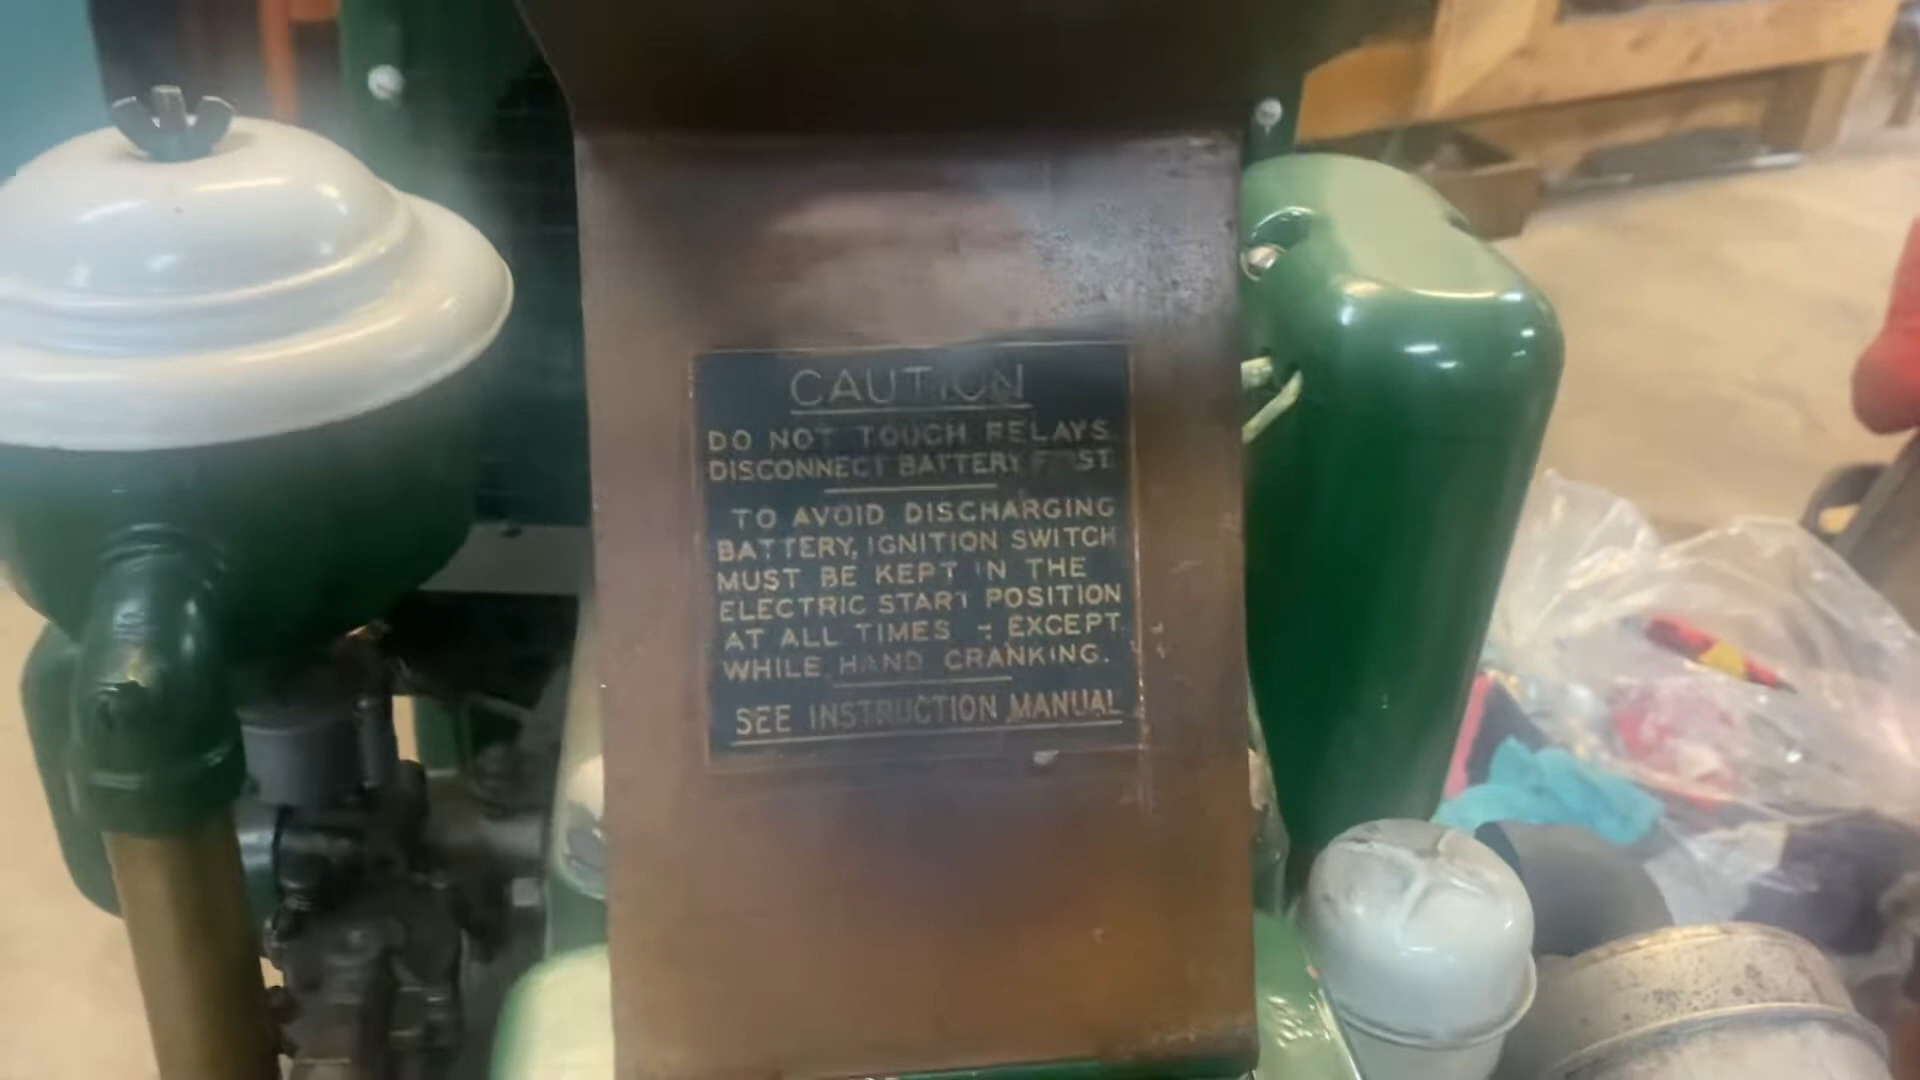 CAUTION
DO NOT TOUCH RELAYS
DISCONNECT BATTERY FIRST
TO AVOID DISCHARGING
BATTERY, IGNITION SWITCH
MUST BE KEPT IN THE
ELECTRIC START POSITION
AT ALL TIMES - EXCEPT
WHILE HAND CRANKING.
SEE INSTRUCTION MANUAL